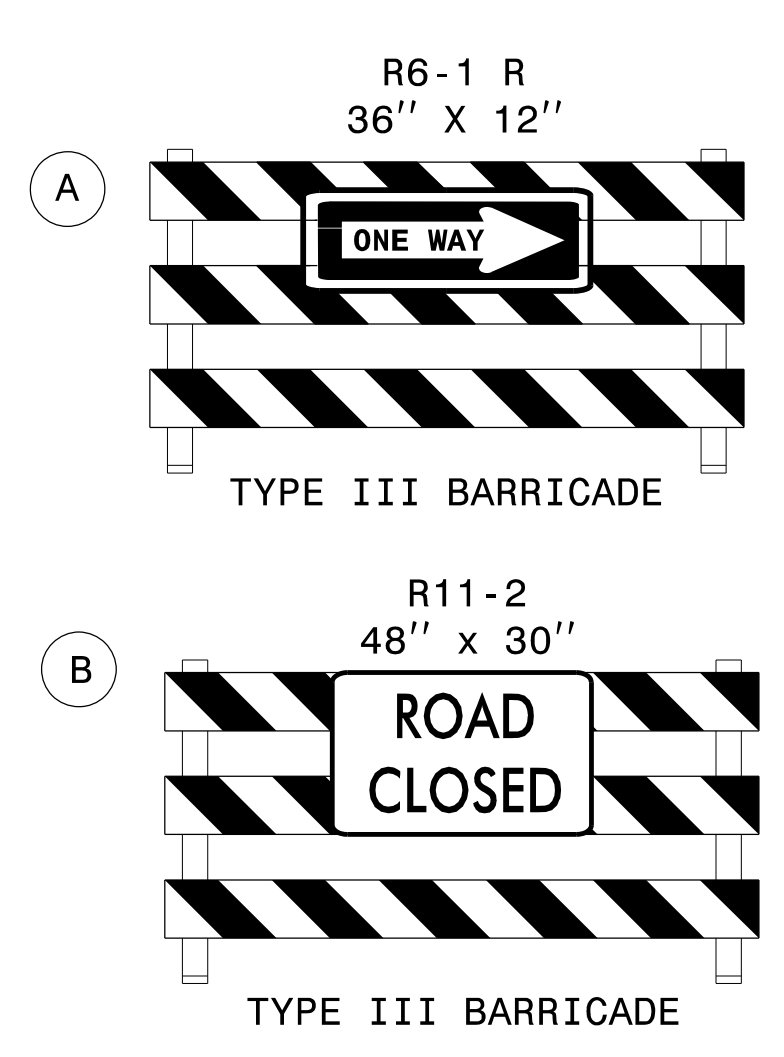 R6-1 R
36" X 12"
A
ONE WAY
TYPE III BARRICADE
R11-2
48" x 30"
B
ROAD
CLOSED
TYPE III BARRICADE